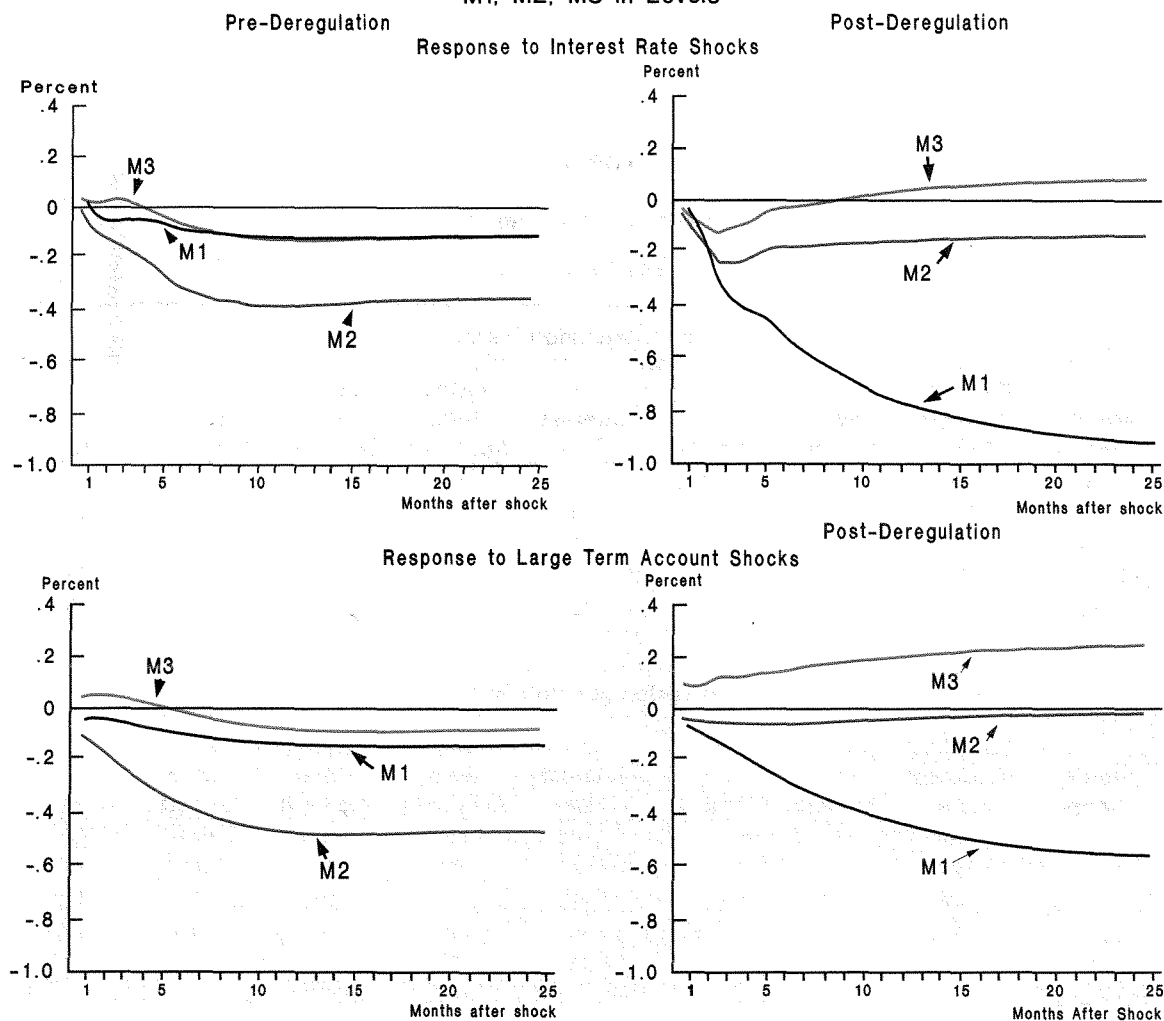 M1, M2, M3 in Levels
Pre-Deregulation
Post-Deregulation
Response to Interest Rate Shocks
Percent
.4
.2
0
-.2
-.4
-.6
-.8
-1.0
M3
M1
M2
1 5 10 15 20 25
Months after shock
Percent
.4
.2
0
-.2
-.4
-.6
-.8
-1.0
M3
M2
M1
1 5 10 15 20 25
Months after shock
Post-Deregulation
Response to Large Term Account Shocks
Percent
.4
.2
0
-.2
-.4
-.6
-.8
-1.0
M3
M1
M2
1 5 10 15 20 25
Months after shock
Percent
.4
.2
0
-.2
-.4
-.6
-.8
-1.0
M3
M2
M1
1 5 10 15 20 25
Months After Shock